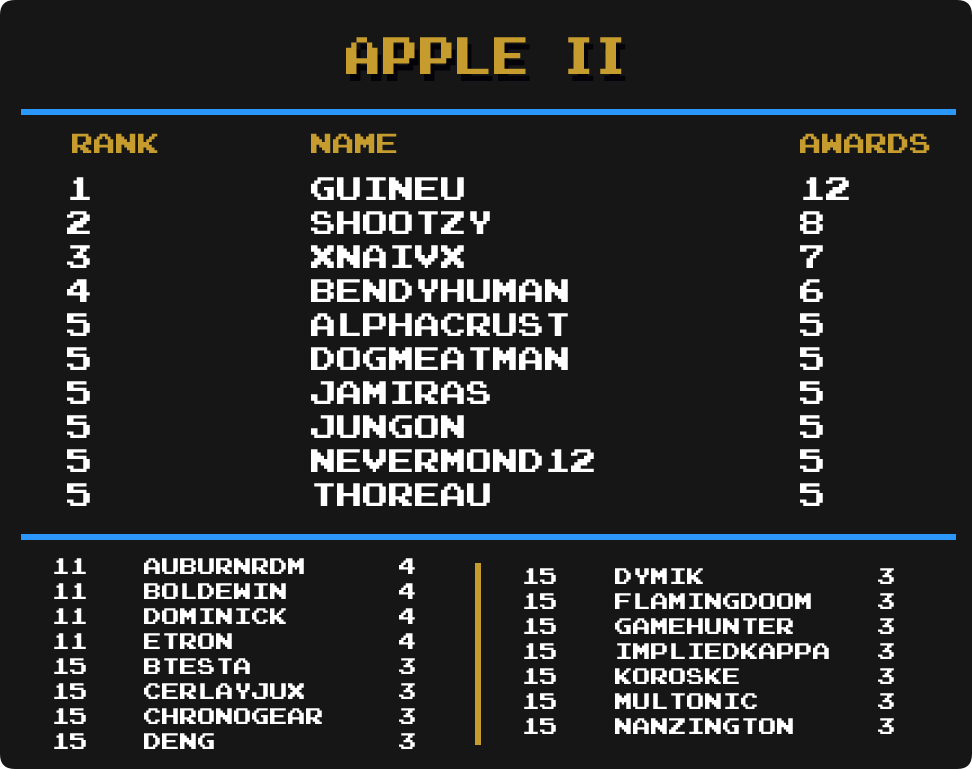 APPLE II
RANK NAME AWARDS
1 GUINEU 12
2 SHOOTZY 8
3 XNAIVX 7
4 BENDYHUMAN 6
5 ALPHACRUST 5
5 DOGMEATMAN 5
5 JAMIRAS 5
5 JUNGON 5
5 NEVERMOND12 5
5 THOREAU 5
11 AUBURNRDM 4
11 BOLDEWIN 4
11 DOMINICK 4
11 ETRON 4
15 BTESTA 3
15 CERLAYJUX 3
15 CHRONOGEAR 3
15 DENG 3
15 DYMIK 3
15 FLAMINGDOOM 3
15 GAMEHUNTER 3
15 IMPLIEDKAPPA 3
15 KOROSKE 3
15 MULTONIC 3
15 NANZINGTON 3